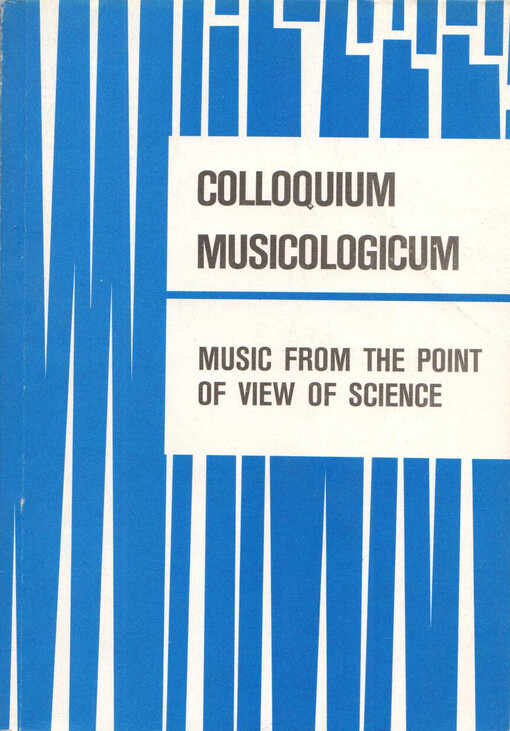 COLLOQUIUM
MUSICOLOGICUM
MUSIC FROM THE POINT
OF VIEW OF SCIENCE